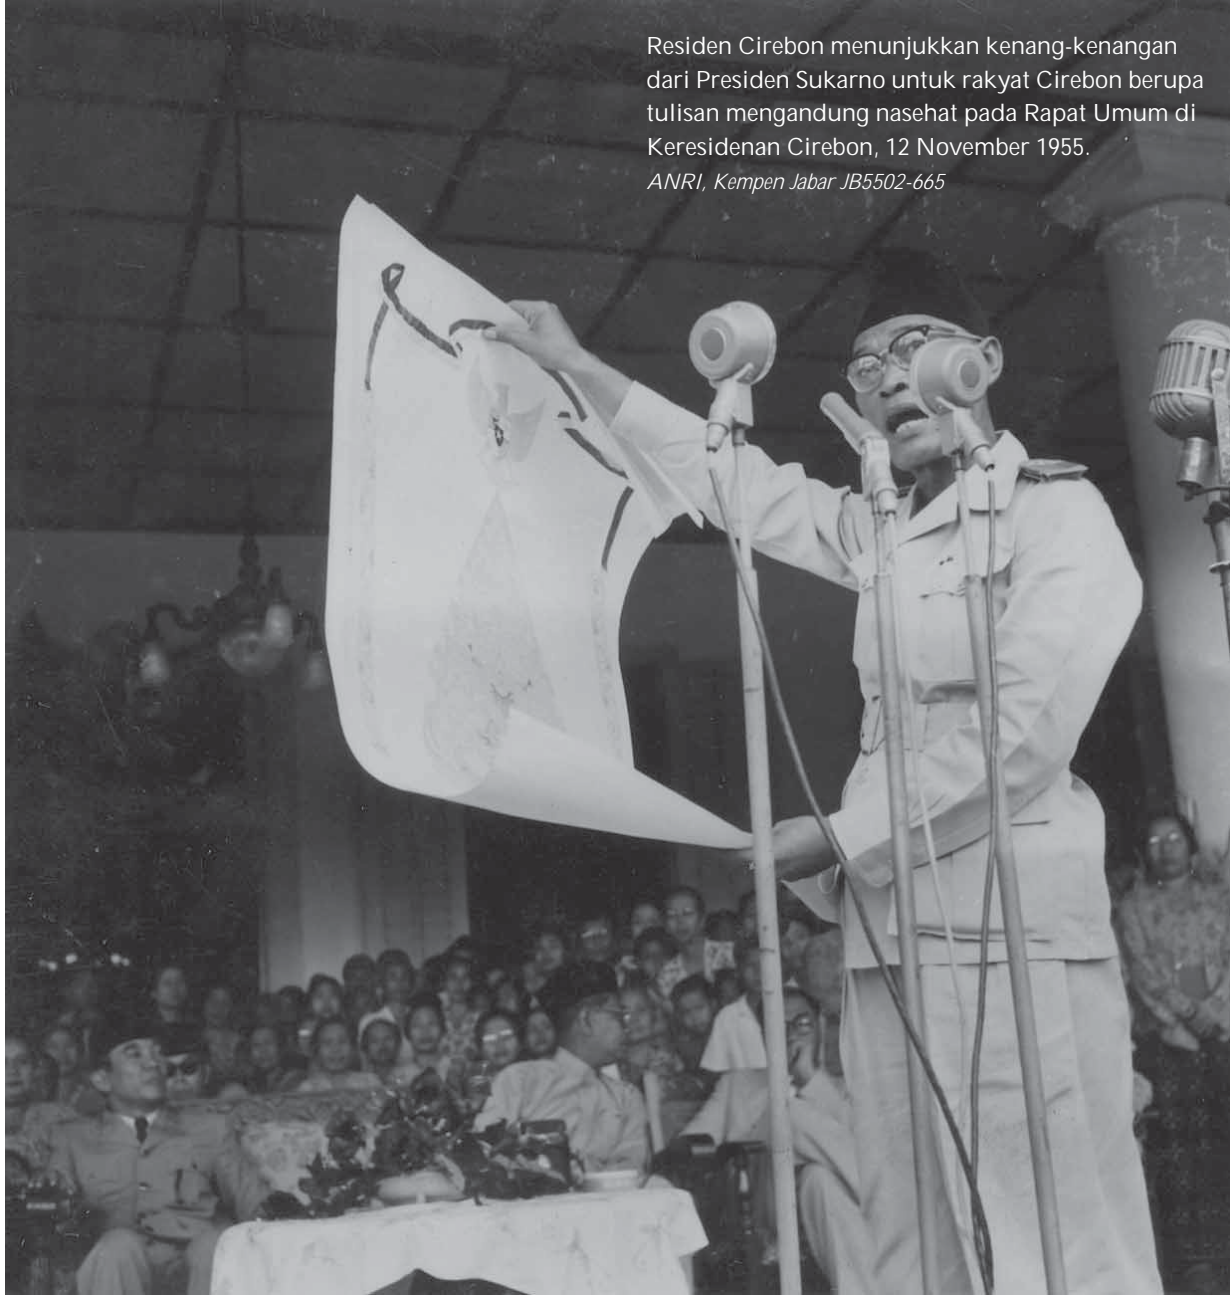 Residen Cirebon menunjukkan kenang-kenangan
dari Presiden Sukarno untuk rakyat Cirebon berupa
tulisan mengandung nasehat pada Rapat Umum di
Keresidenan Cirebon, 12 November 1955.
ANRI, Kempen Jabar JB5502-665